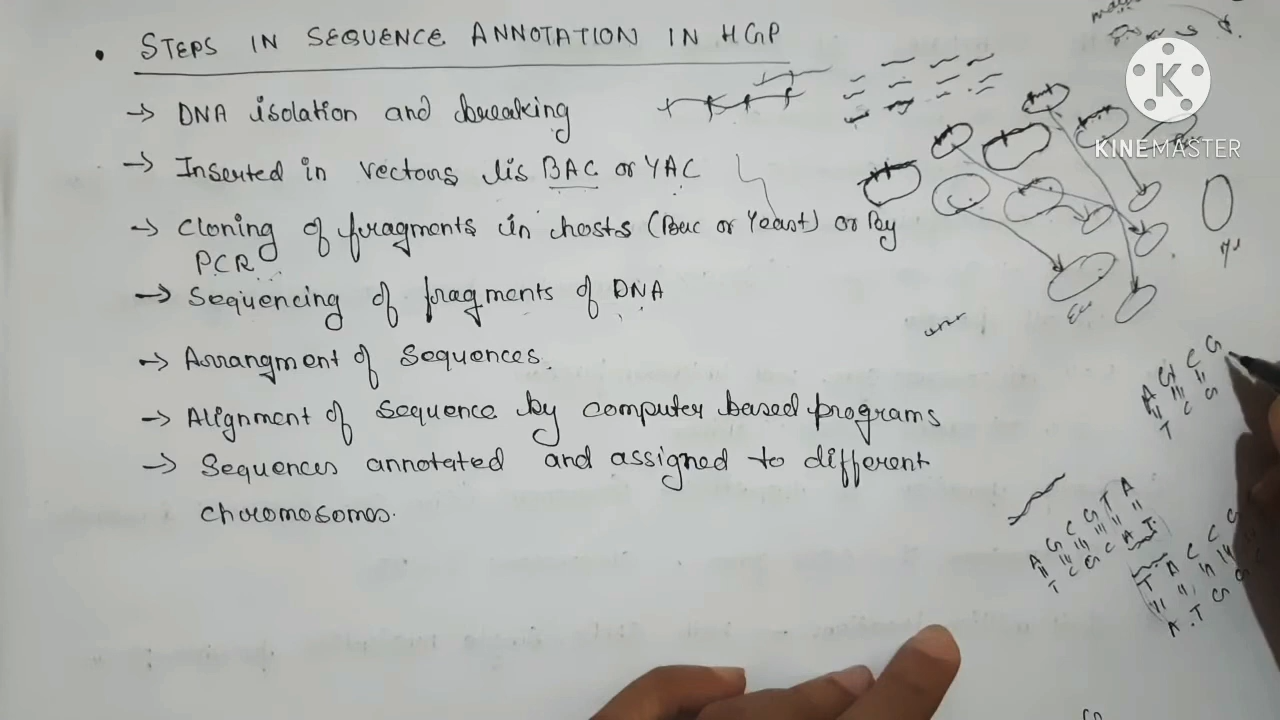 • STEPS IN SEQUENCE ANNOTATION IN HGP
→ DNA isolation and breaking
→ Inserted in vectors lis BAC or YAC
→ Cloning of fragments in hosts (Bac or Yeast) or By
PCR
→ Sequencing of fragments of DNA
→ Arrangment of Sequences.
→ Alignment of sequence by computer based programs
→ Sequences annotated and assigned to different
chromosomes.
K
KINEMASTER
A G C G
T C G
A G C G T A
T C G C A T
T A C C G
A T G